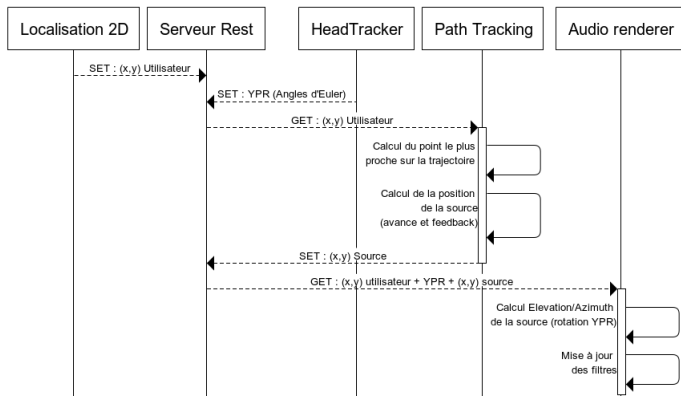 Localisation 2D
Serveur Rest
HeadTracker
Path Tracking
Audio renderer
SET : (x,y) Utilisateur
SET : YPR (Angles d'Euler)
GET : (x,y) Utilisateur
Calcul du point le plus
proche sur la trajectoire
Calcul de la position
de la source
(avance et feedback)
SET : (x,y) Source
GET : (x,y) utilisateur + YPR + (x,y) source
Calcul Elevation/Azimuth
de la source (rotation YPR)
Mise à jour
des filtres